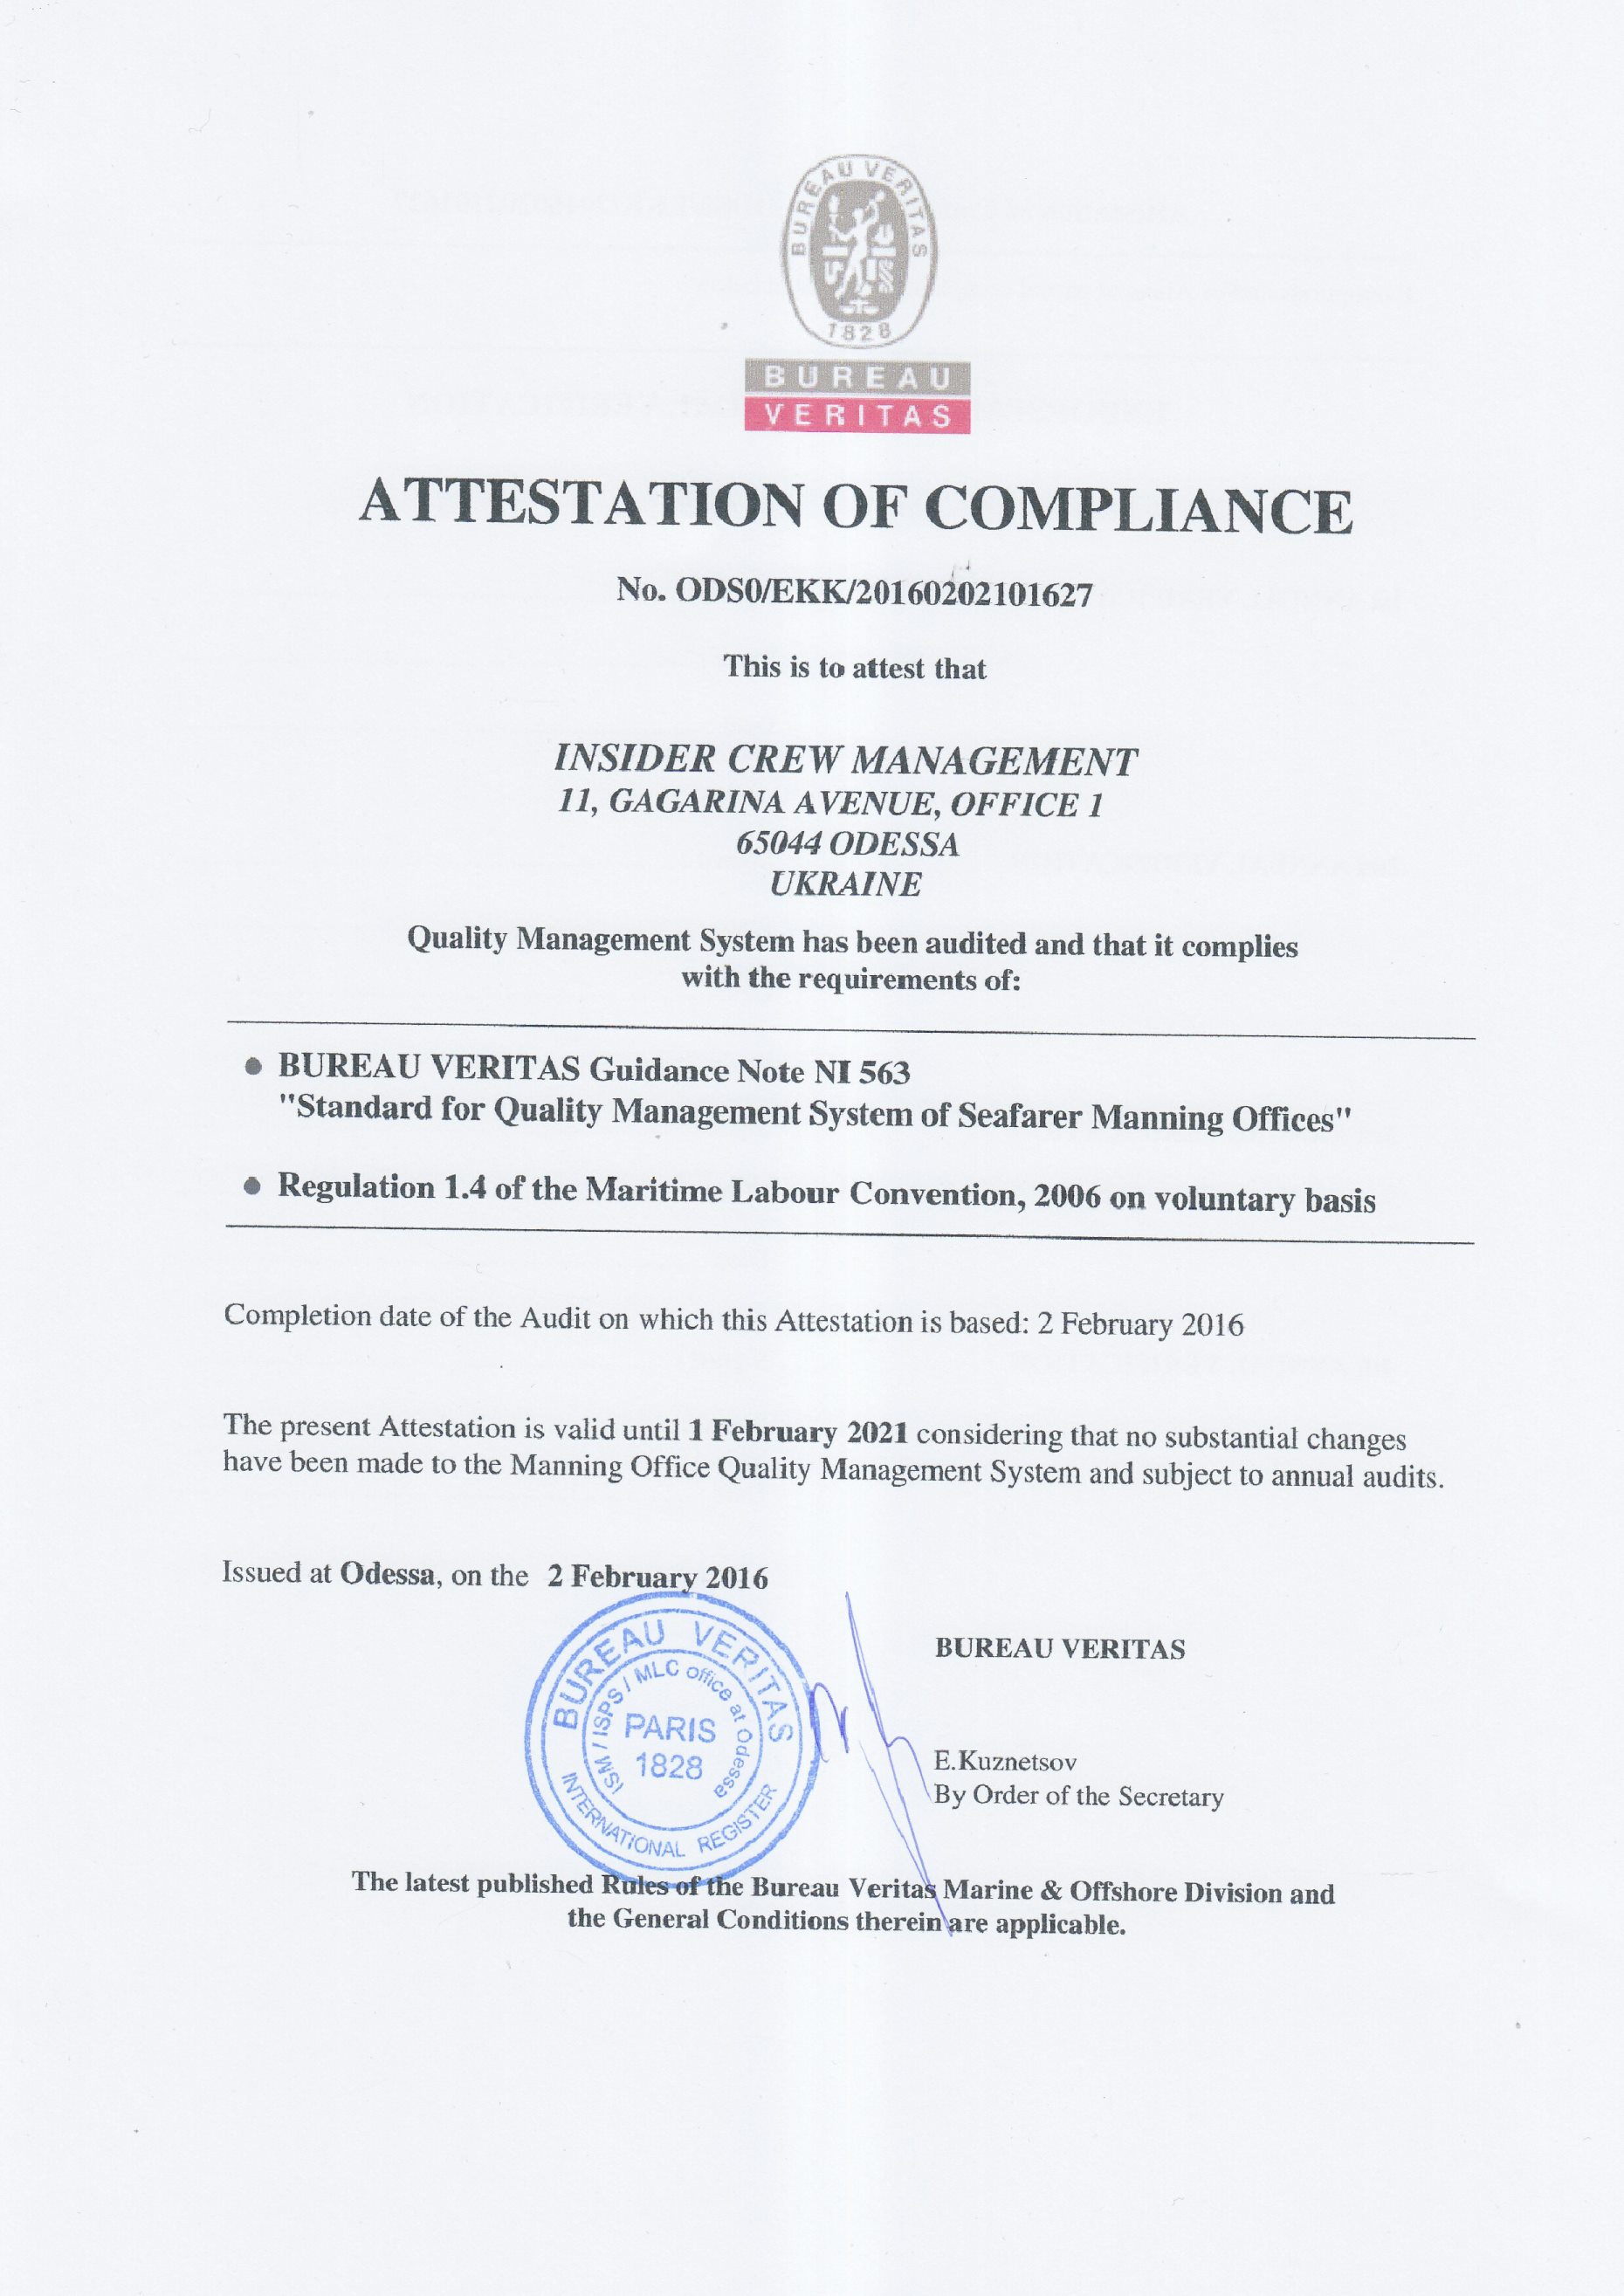 BUREAU VERITAS
1828
BUREAU
VERITAS
ATTESTATION OF COMPLIANCE
No. ODS0/EKK/20160202101627
This is to attest that
INSIDER CREW MANAGEMENT
11, GAGARINA AVENUE, OFFICE 1
65044 ODESSA
UKRAINE
Quality Management System has been audited and that it complies
with the requirements of:
● BUREAU VERITAS Guidance Note NI 563
"Standard for Quality Management System of Seafarer Manning Offices"
● Regulation 1.4 of the Maritime Labour Convention, 2006 on voluntary basis
Completion date of the Audit on which this Attestation is based: 2 February 2016
The present Attestation is valid until 1 February 2021 considering that no substantial changes
have been made to the Manning Office Quality Management System and subject to annual audits.
Issued at Odessa, on the 2 February 2016
BUREAU VERITAS
ISM / ISPS / MLC office at Odessa
PARIS
1828
INTERNATIONAL REGISTER
BUREAU VERITAS
E.Kuznetsov
By Order of the Secretary
The latest published Rules of the Bureau Veritas Marine & Offshore Division and
the General Conditions therein are applicable.